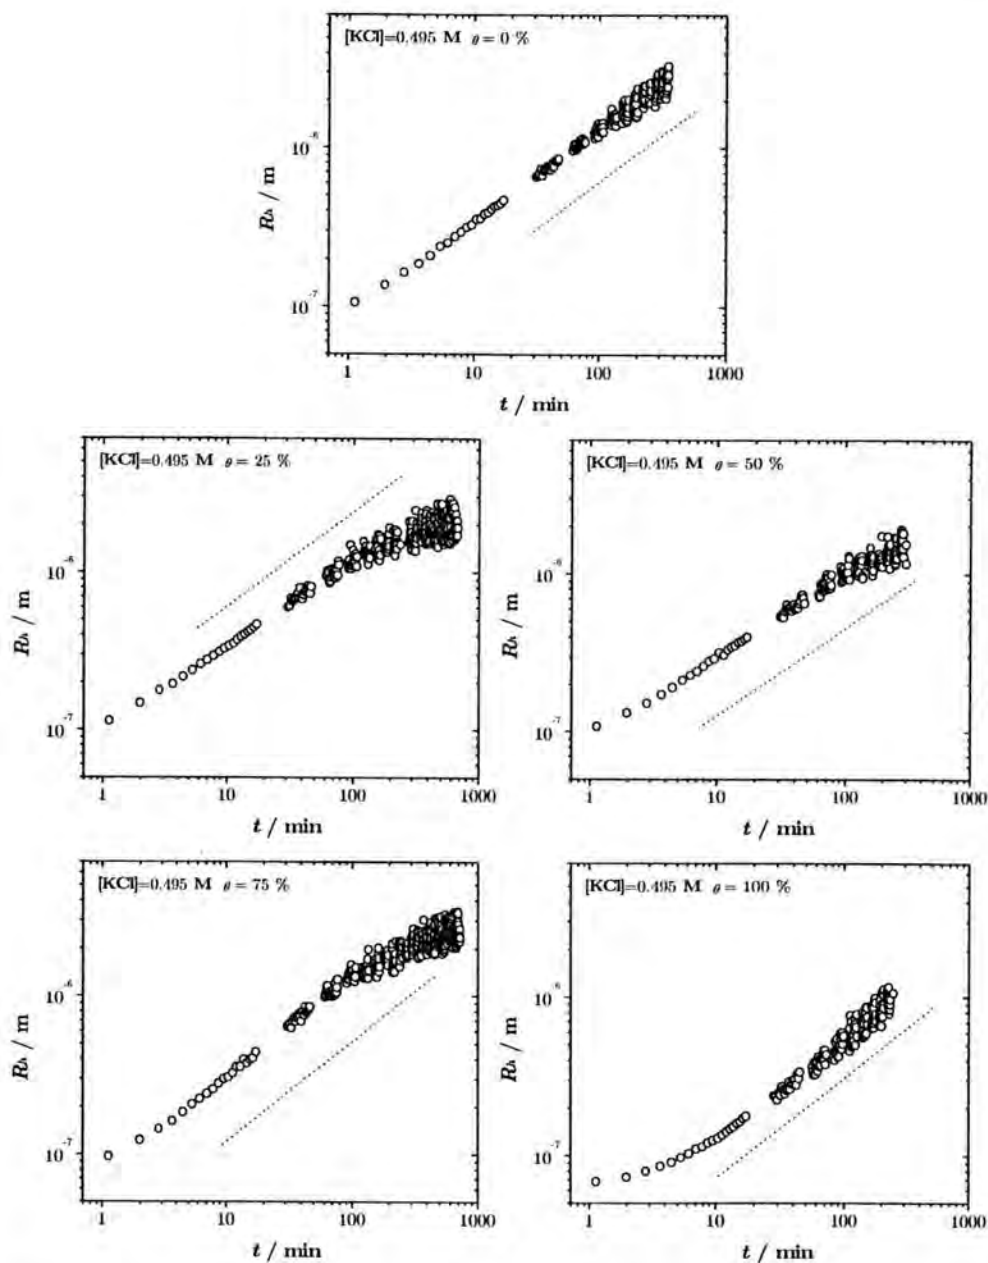 [KCl]=0.495 M θ = 0 %
10⁻⁶
10⁻⁷
Rₕ / m
1 10 100 1000
t / min
[KCl]=0.495 M θ = 25 %
10⁻⁶
10⁻⁷
Rₕ / m
1 10 100 1000
t / min
[KCl]=0.495 M θ = 50 %
10⁻⁶
10⁻⁷
Rₕ / m
1 10 100 1000
t / min
[KCl]=0.495 M θ = 75 %
10⁻⁶
10⁻⁷
Rₕ / m
1 10 100 1000
t / min
[KCl]=0.495 M θ = 100 %
10⁻⁶
10⁻⁷
Rₕ / m
1 10 100 1000
t / min